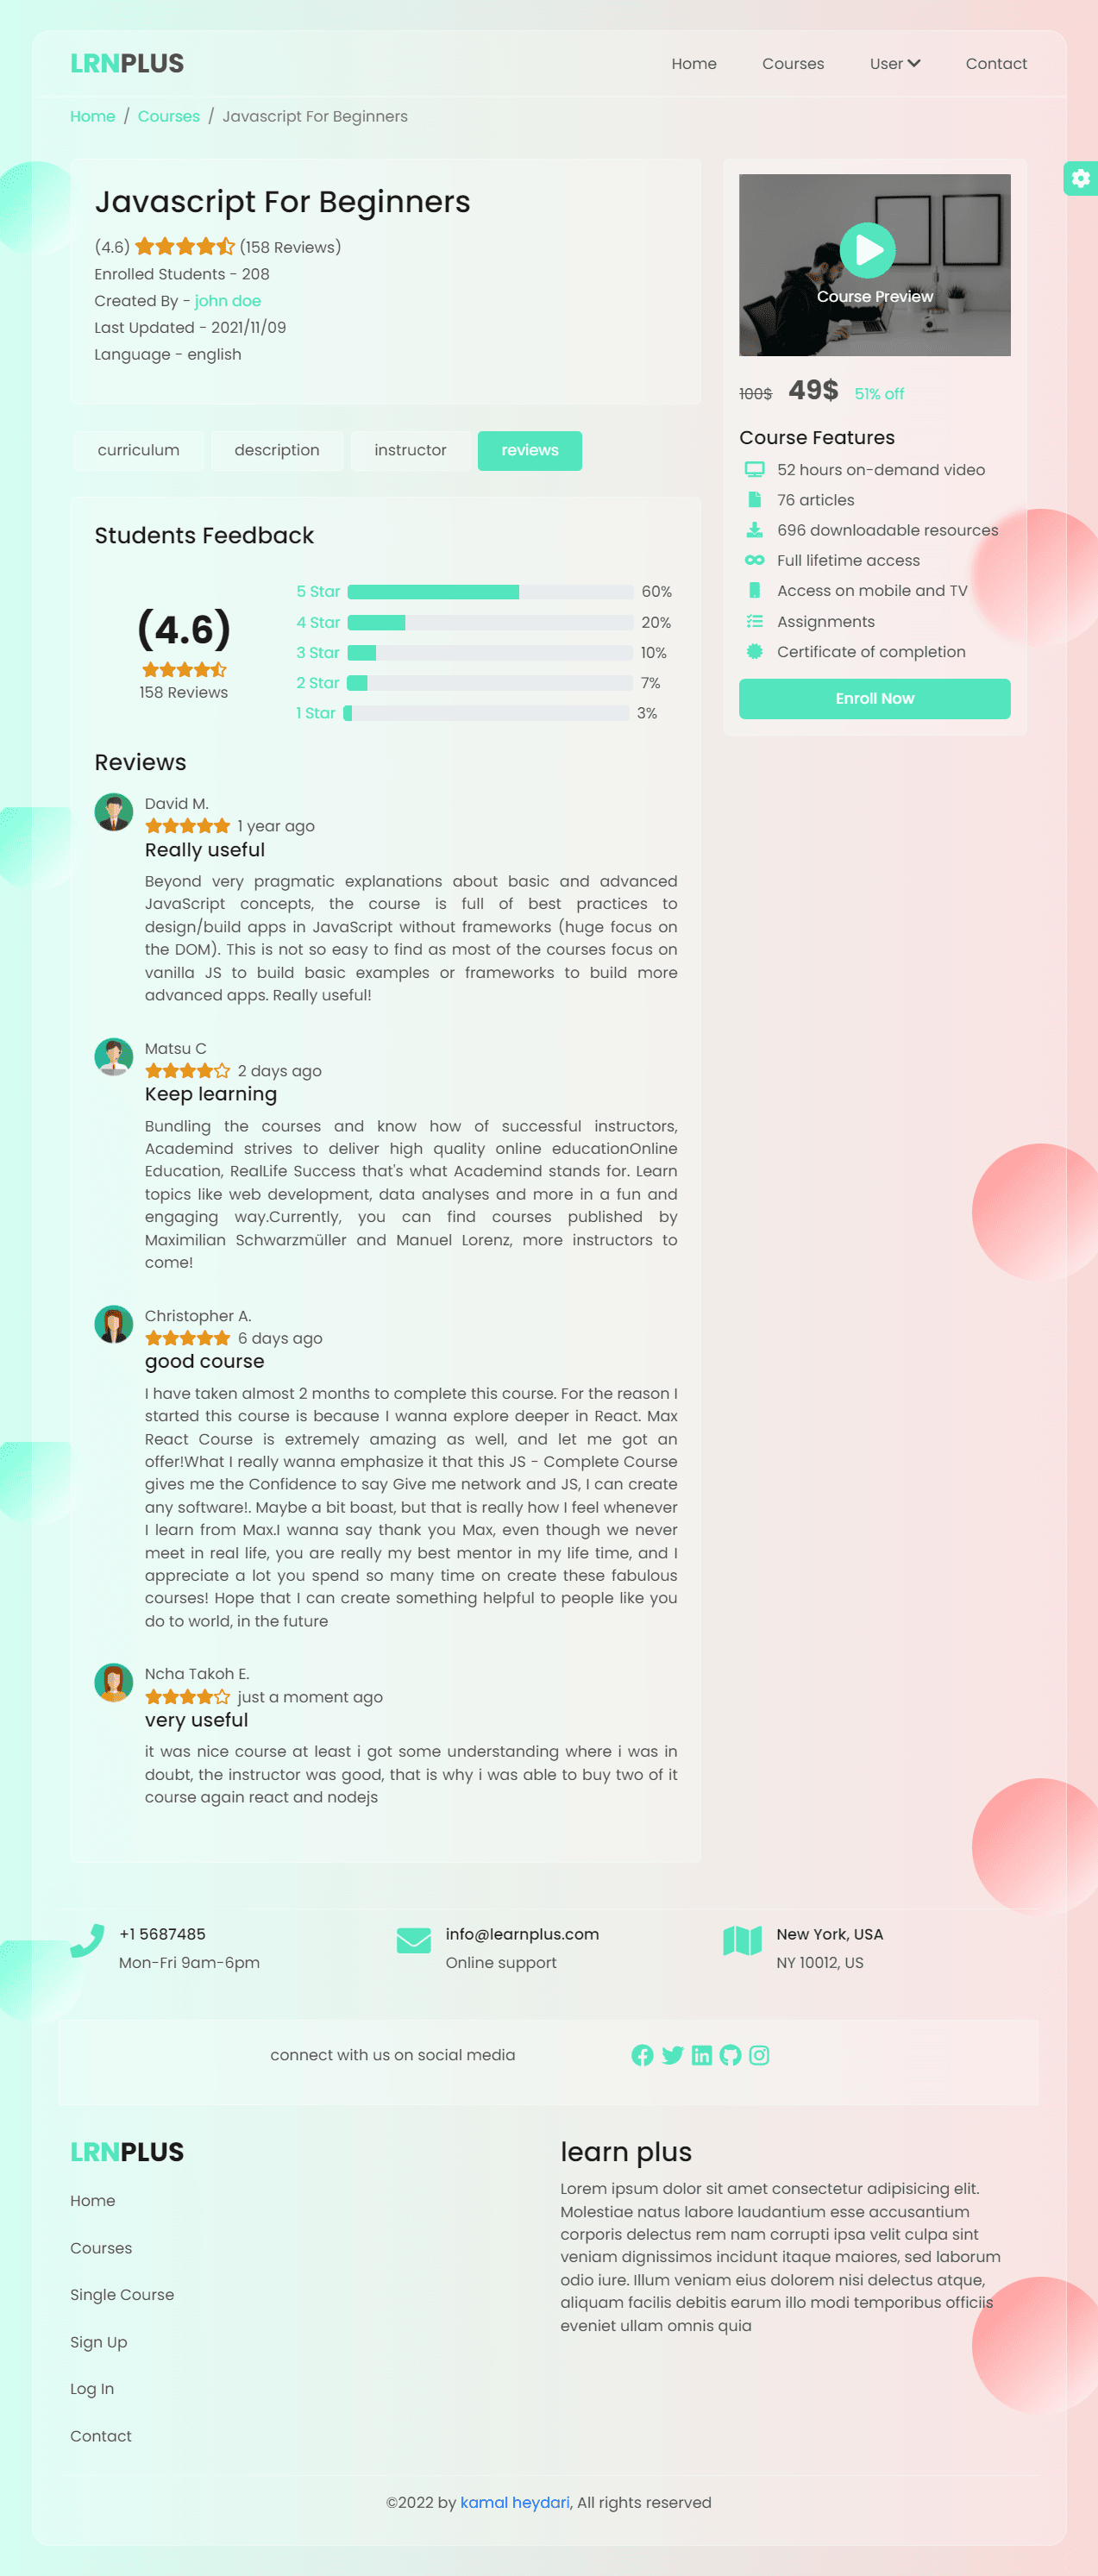 LRNPLUS
Home
Courses
User
Contact
Home / Courses / Javascript For Beginners
Javascript For Beginners
(4.6) (158 Reviews)
Enrolled Students - 208
Created By - john doe
Last Updated - 2021/11/09
Language - english
Course Preview
100$ 49$ 51% off
Course Features
52 hours on-demand video
76 articles
696 downloadable resources
Full lifetime access
Access on mobile and TV
Assignments
Certificate of completion
Enroll Now
curriculum
description
instructor
reviews
Students Feedback
(4.6)
158 Reviews
5 Star 60%
4 Star 20%
3 Star 10%
2 Star 7%
1 Star 3%
Reviews
David M.
1 year ago
Really useful
Beyond very pragmatic explanations about basic and advanced
JavaScript concepts, the course is full of best practices to
design/build apps in JavaScript without frameworks (huge focus on
the DOM). This is not so easy to find as most of the courses focus on
vanilla JS to build basic examples or frameworks to build more
advanced apps. Really useful!
Matsu C
2 days ago
Keep learning
Bundling the courses and know how of successful instructors,
Academind strives to deliver high quality online educationOnline
Education, RealLife Success that's what Academind stands for. Learn
topics like web development, data analyses and more in a fun and
engaging way.Currently, you can find courses published by
Maximilian Schwarzmüller and Manuel Lorenz, more instructors to
come!
Christopher A.
6 days ago
good course
I have taken almost 2 months to complete this course. For the reason I
started this course is because I wanna explore deeper in React. Max
React Course is extremely amazing as well, and let me got an
offer!What I really wanna emphasize it that this JS - Complete Course
gives me the Confidence to say Give me network and JS, I can create
any software!. Maybe a bit boast, but that is really how I feel whenever
I learn from Max.I wanna say thank you Max, even though we never
meet in real life, you are really my best mentor in my life time, and I
appreciate a lot you spend so many time on create these fabulous
courses! Hope that I can create something helpful to people like you
do to world, in the future
Ncha Takoh E.
just a moment ago
very useful
it was nice course at least i got some understanding where i was in
doubt, the instructor was good, that is why i was able to buy two of it
course again react and nodejs
+1 5687485
Mon-Fri 9am-6pm
info@learnplus.com
Online support
New York, USA
NY 10012, US
connect with us on social media
LRNPLUS
Home
Courses
Single Course
Sign Up
Log In
Contact
learn plus
Lorem ipsum dolor sit amet consectetur adipisicing elit.
Molestiae natus labore laudantium esse accusantium
corporis delectus rem nam corrupti ipsa velit culpa sint
veniam dignissimos incidunt itaque maiores, sed laborum
odio iure. Illum veniam eius dolorem nisi delectus atque,
aliquam facilis debitis earum illo modi temporibus officiis
eveniet ullam omnis quia
©2022 by kamal heydari, All rights reserved